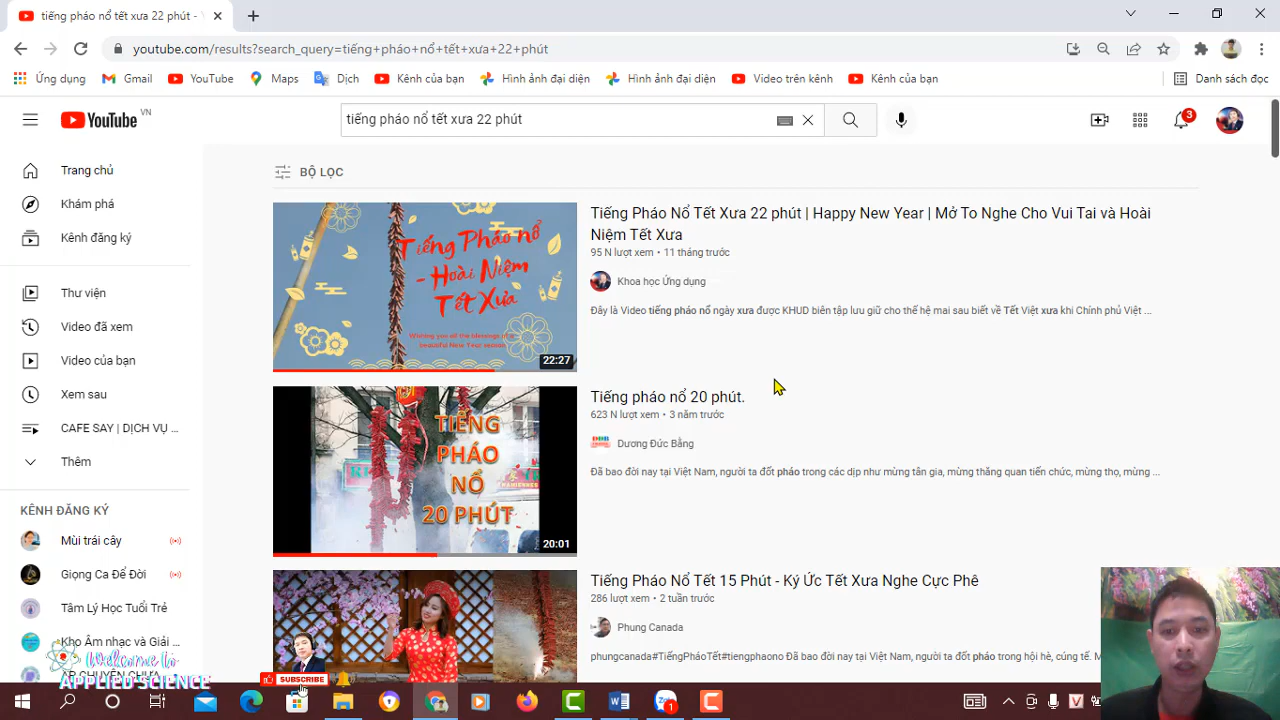 tiếng pháo nổ tết xưa 22 phút -
youtube.com/results?search_query=tiếng+pháo+nổ+tết+xưa+22+phút
Ứng dụng
Gmail
YouTube
Maps
Dịch
Kênh của bạn
Hình ảnh đại diện
Hình ảnh đại diện
Video trên kênh
Kênh của bạn
Danh sách đọc
YouTube VN
tiếng pháo nổ tết xưa 22 phút
3
Trang chủ
Khám phá
Kênh đăng ký
Thư viện
Video đã xem
Video của bạn
Xem sau
CAFE SAY | DỊCH VỤ ...
Thêm
KÊNH ĐĂNG KÝ
Mùi trái cây
Giọng Ca Để Đời
Tâm Lý Học Tuổi Trẻ
Kho Âm nhạc và Giải ...
Welcome to
APPLIED SCIENCE
BỘ LỌC
Tiếng Pháo nổ
- Hoài Niệm
Tết Xưa
22:27
Tiếng Pháo Nổ Tết Xưa 22 phút | Happy New Year | Mở To Nghe Cho Vui Tai và Hoài
Niệm Tết Xưa
95 N lượt xem • 11 tháng trước
Khoa học Ứng dụng
Đây là Video tiếng pháo nổ ngày xưa được KHUD biên tập lưu giữ cho thế hệ mai sau biết về Tết Việt xưa khi Chính phủ Việt ...
TIẾNG
PHÁO
NỔ
20 PHÚT
20:01
Tiếng pháo nổ 20 phút.
623 N lượt xem • 3 năm trước
Dương Đức Bằng
Đã bao đời nay tại Việt Nam, người ta đốt pháo trong các dịp như mừng tân gia, mừng thăng quan tiến chức, mừng thọ, mừng ...
Tiếng Pháo Nổ Tết 15 Phút - Ký Ức Tết Xưa Nghe Cực Phê
286 lượt xem • 2 tuần trước
Phung Canada
phungcanada#TiếngPháoTết#tiengphaono Đã bao đời nay tại Việt Nam, người ta đốt pháo trong hội hè, cúng tế.
SUBSCRIBE
1